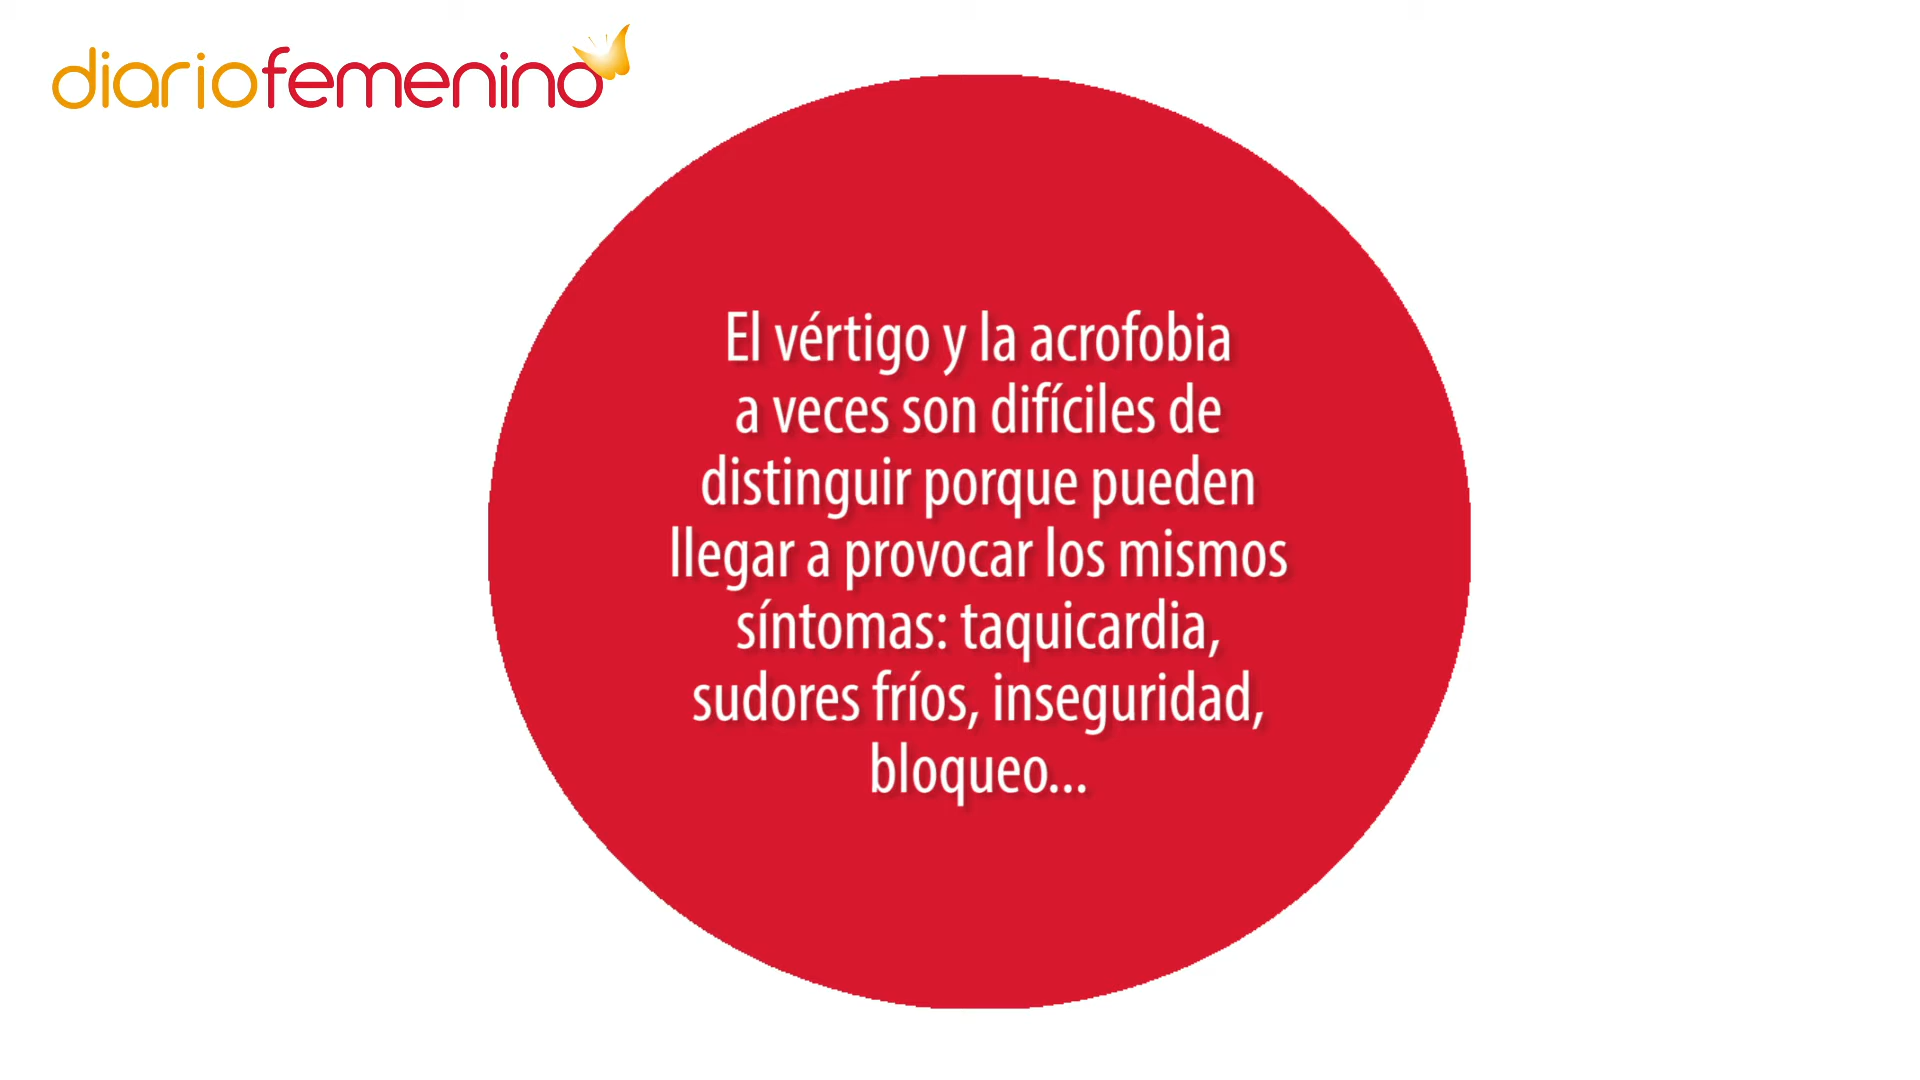 diariofemenino
El vértigo y la acrofobia
a veces son difíciles de
distinguir porque pueden
llegar a provocar los mismos
síntomas: taquicardia,
sudores fríos, inseguridad,
bloqueo...